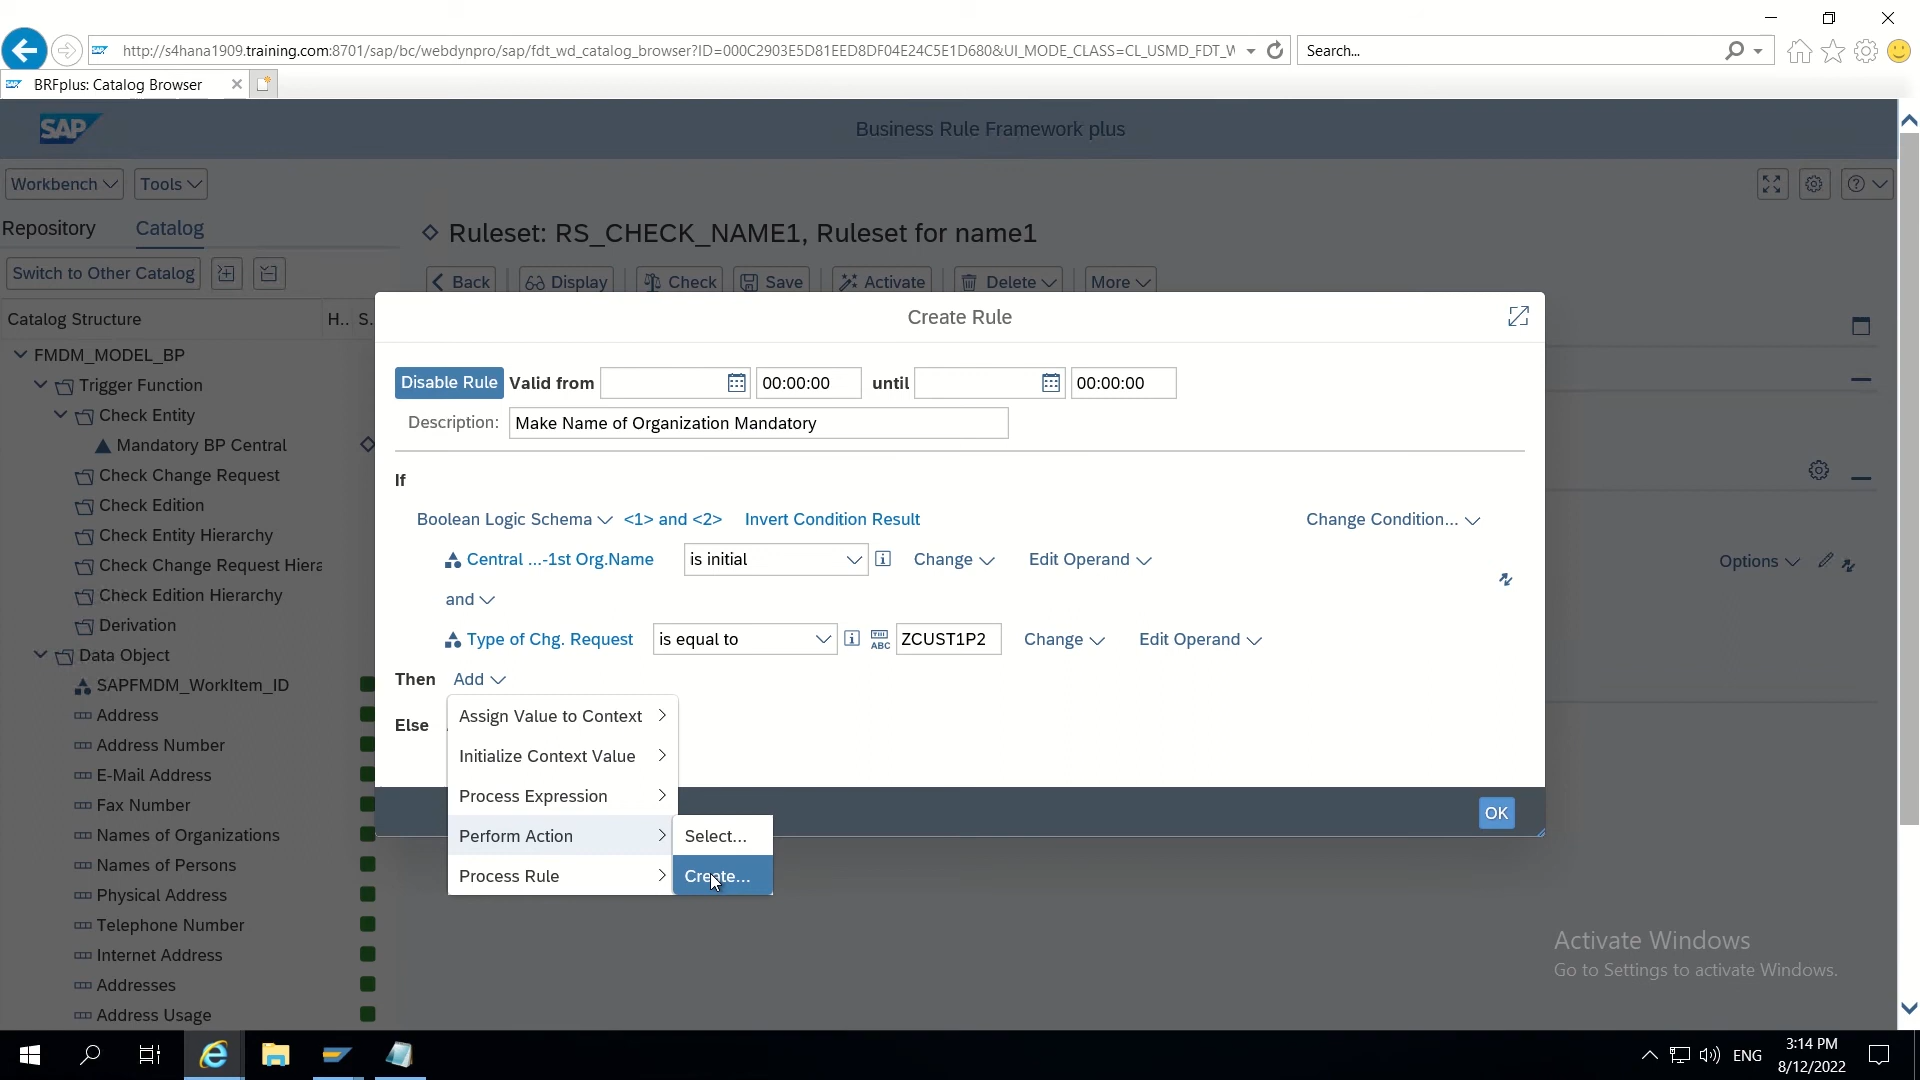 http://s4hana1909.training.com:8701/sap/bc/webdynpro/sap/fdt_wd_catalog_browser?ID=000C2903E5D81EED8DF04E24C5E1D680&UI_MODE_CLASS=CL_USMD_FDT_W
Search...
BRFplus: Catalog Browser
SAP
Business Rule Framework plus
Workbench
Tools
Repository
Catalog
Ruleset: RS_CHECK_NAME1, Ruleset for name1
Switch to Other Catalog
Back
Display
Check
Save
Activate
Delete
More
Catalog Structure
H..
S.
FMDM_MODEL_BP
Trigger Function
Check Entity
Mandatory BP Central
Check Change Request
Check Edition
Check Entity Hierarchy
Check Change Request Hiera
Check Edition Hierarchy
Derivation
Data Object
SAPFMDM_WorkItem_ID
Address
Address Number
E-Mail Address
Fax Number
Names of Organizations
Names of Persons
Physical Address
Telephone Number
Internet Address
Addresses
Address Usage
Create Rule
Disable Rule
Valid from
00:00:00
until
00:00:00
Description:
Make Name of Organization Mandatory
If
Boolean Logic Schema
<1> and <2>
Invert Condition Result
Change Condition...
Central ...-1st Org.Name
is initial
Change
Edit Operand
and
Type of Chg. Request
is equal to
ABC
ZCUST1P2
Change
Edit Operand
Then
Add
Else
Assign Value to Context
Initialize Context Value
Process Expression
Perform Action
Process Rule
Select...
Create...
OK
Options
Activate Windows
Go to Settings to activate Windows.
ENG
3:14 PM
8/12/2022